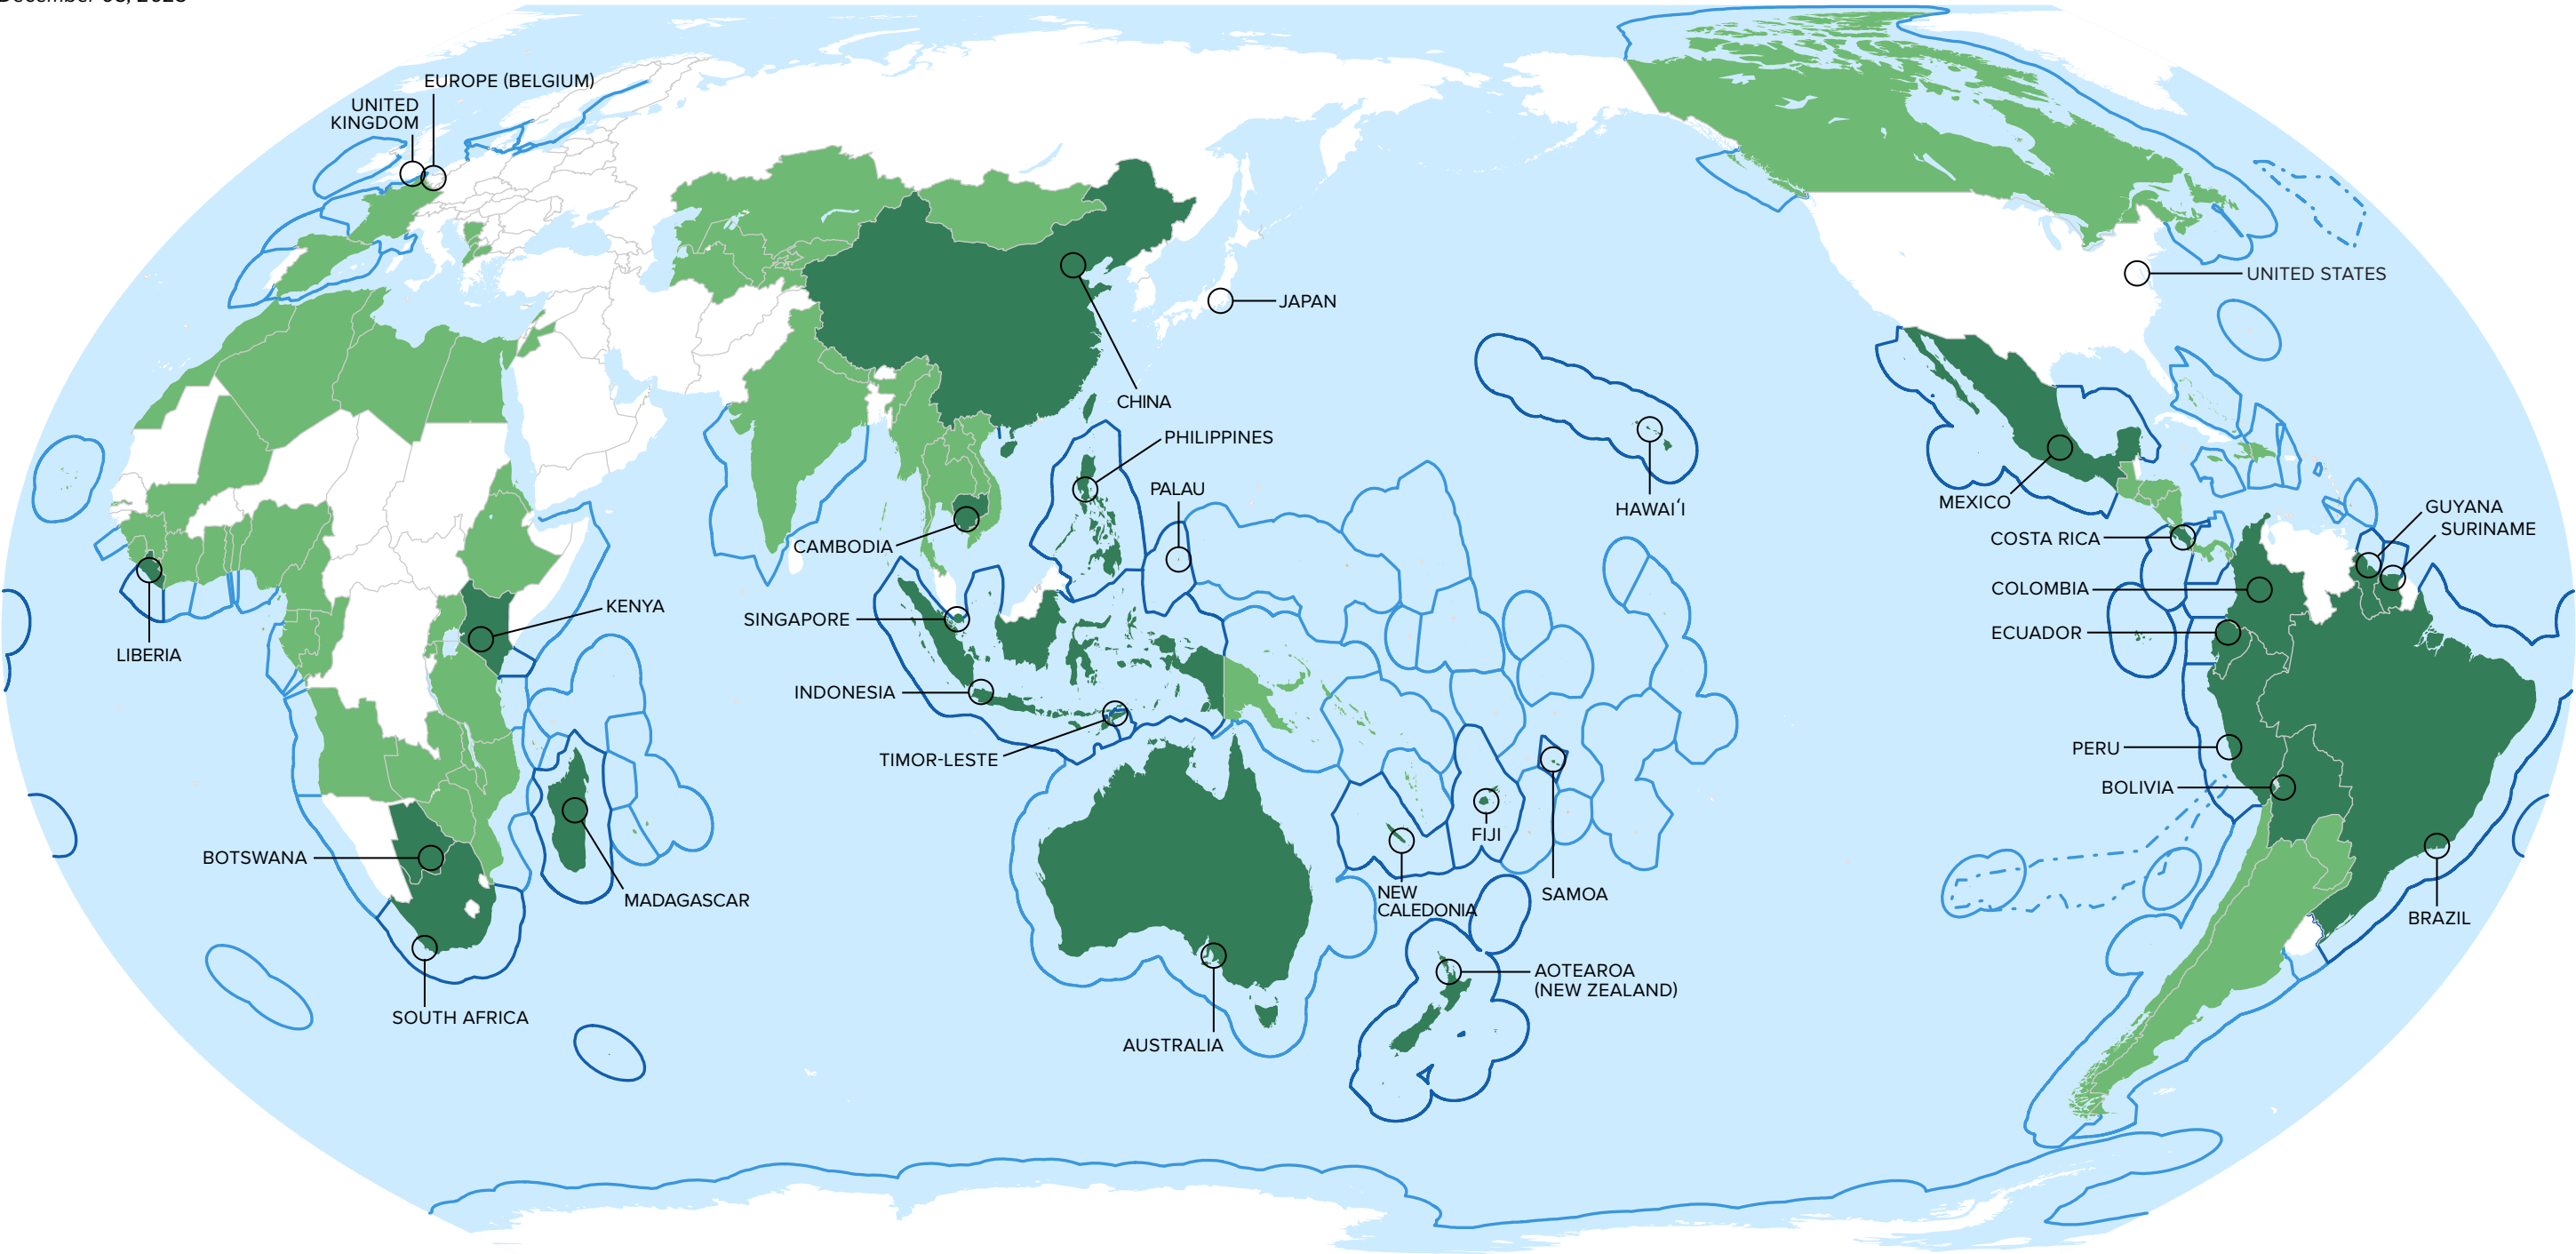 EUROPE (BELGIUM)
UNITED
KINGDOM
UNITED STATES
JAPAN
CHINA
PHILIPPINES
PALAU
HAWAIʻI
MEXICO
GUYANA
SURINAME
COSTA RICA
CAMBODIA
COLOMBIA
KENYA
SINGAPORE
ECUADOR
LIBERIA
INDONESIA
PERU
TIMOR-LESTE
BOLIVIA
FIJI
BOTSWANA
MADAGASCAR
NEW
CALEDONIA
SAMOA
BRAZIL
AOTEAROA
(NEW ZEALAND)
SOUTH AFRICA
AUSTRALIA